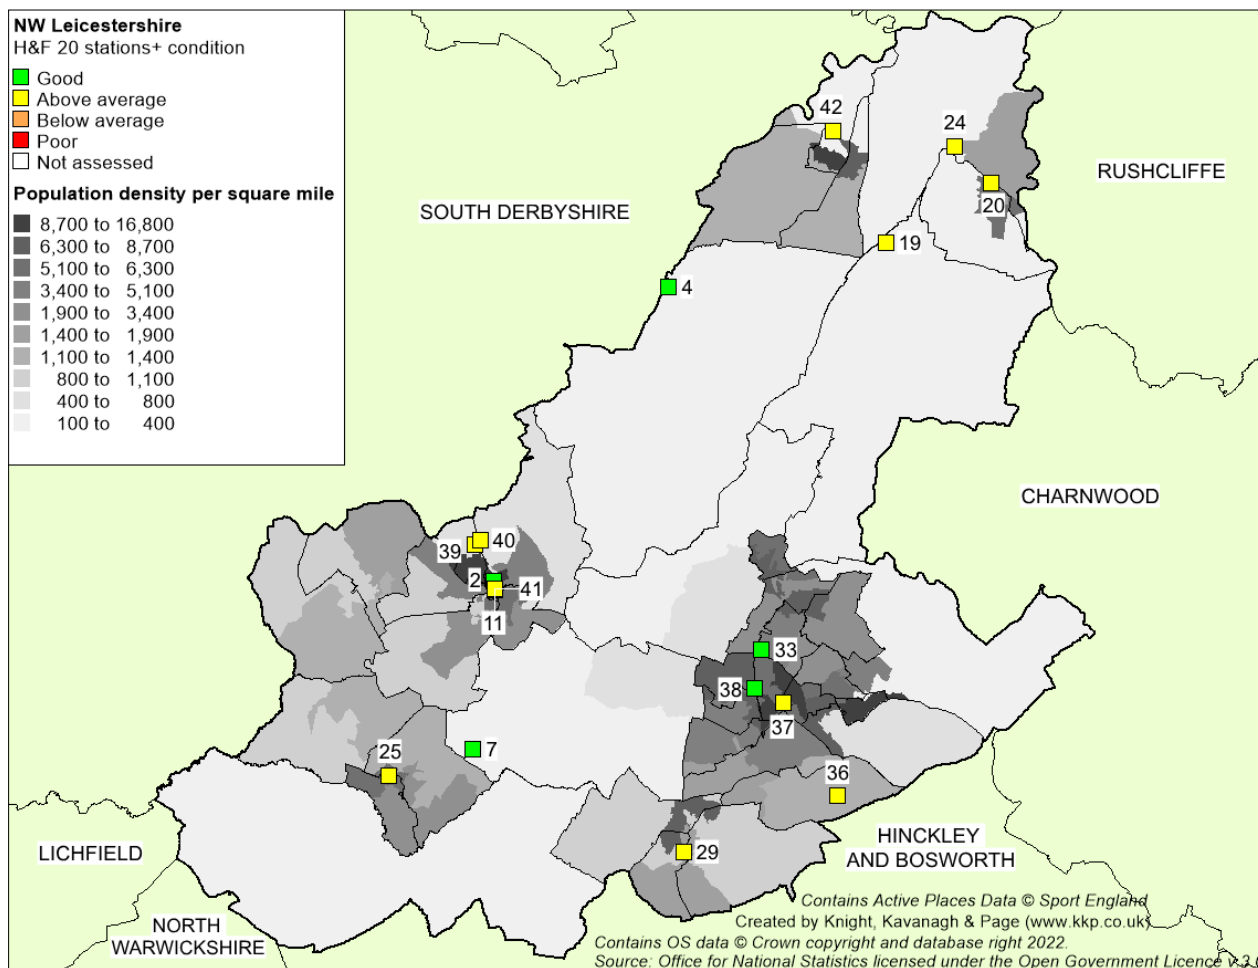 NW Leicestershire
H&F 20 stations+ condition
Good
Above average
Below average
Poor
Not assessed
Population density per square mile
8,700 to 16,800
6,300 to 8,700
5,100 to 6,300
3,400 to 5,100
1,900 to 3,400
1,400 to 1,900
1,100 to 1,400
800 to 1,100
400 to 800
100 to 400
42
24
RUSHCLIFFE
SOUTH DERBYSHIRE
20
19
4
CHARNWOOD
39
40
2
41
11
33
38
37
7
25
36
29
LICHFIELD
HINCKLEY
AND BOSWORTH
NORTH
WARWICKSHIRE
Contains Active Places Data © Sport England
Created by Knight, Kavanagh & Page (www.kkp.co.uk)
Contains OS data © Crown copyright and database right 2022.
Source: Office for National Statistics licensed under the Open Government Licence v.3.0